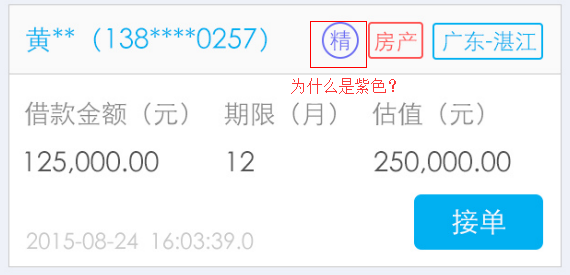 黄**（138****0257） 精 房产 广东-湛江
为什么是紫色？
借款金额（元） 期限（月） 估值（元）
125,000.00 12 250,000.00
接单
2015-08-24 16:03:39.0